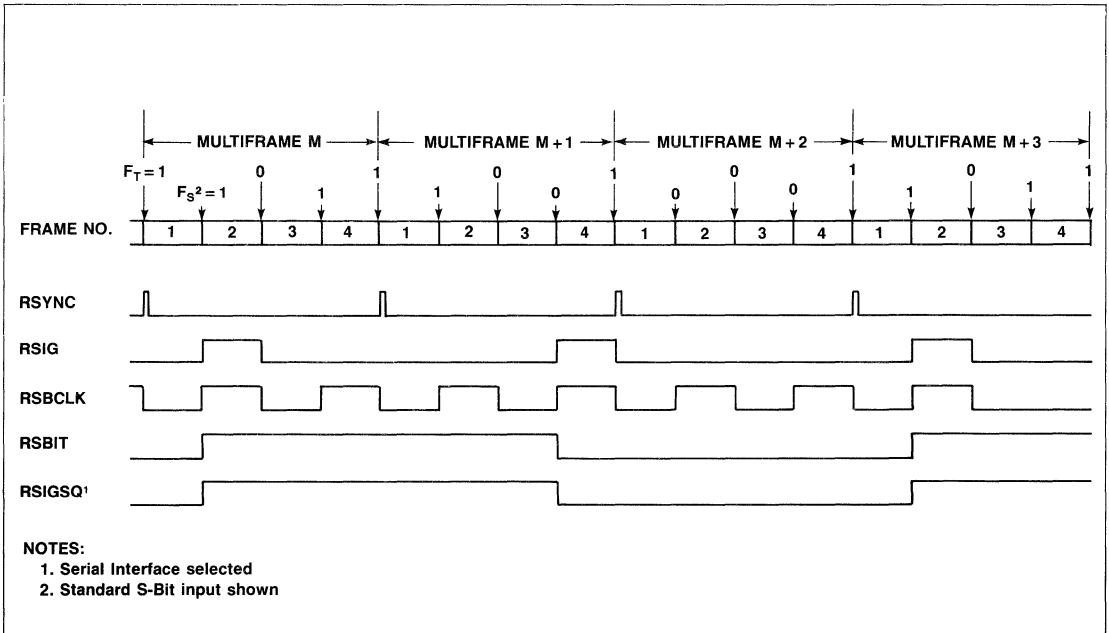 MULTIFRAME M MULTIFRAME M + 1 MULTIFRAME M + 2 MULTIFRAME M + 3
F_T = 1 0 1 0 1 0 1 0 1
F_S² = 1 1 1 0 0 0 1 1
FRAME NO. 1 2 3 4 1 2 3 4 1 2 3 4 1 2 3 4
RSYNC
RSIG
RSBCLK
RSBIT
RSIGSQ¹
NOTES:
1. Serial Interface selected
2. Standard S-Bit input shown